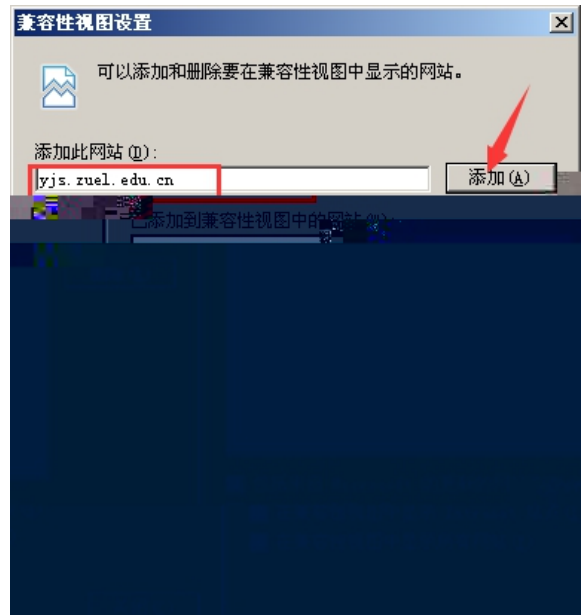 兼容性视图设置
可以添加和删除要在兼容性视图中显示的网站。
添加此网站(D):
yjs.zuel.edu.cn
添加(A)
已添加到兼容性视图中的网站(W):